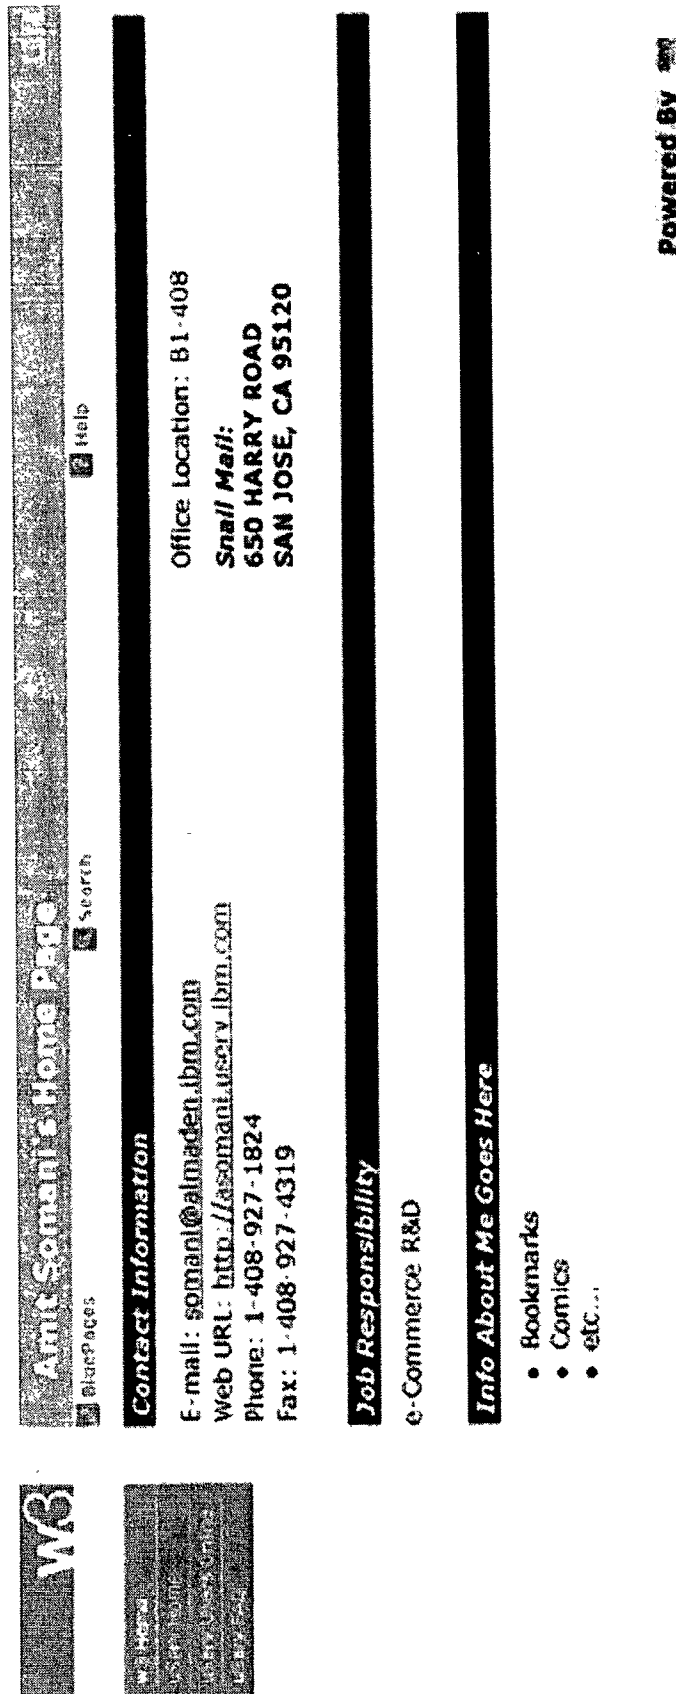 W3
Amit Somani's Home Page
BluePages
Search
Help
w3 Home
Contact Information
E-mail: somani@almaden.ibm.com
Web URL: http://asomani.userv.ibm.com
Phone: 1-408-927-1824
Fax: 1-408-927-4319
Office Location: B1-408
Snail Mail:
650 HARRY ROAD
SAN JOSE, CA 95120
Job Responsibility
e-Commerce R&D
Info About Me Goes Here
• Bookmarks
• Comics
• etc...
Powered By